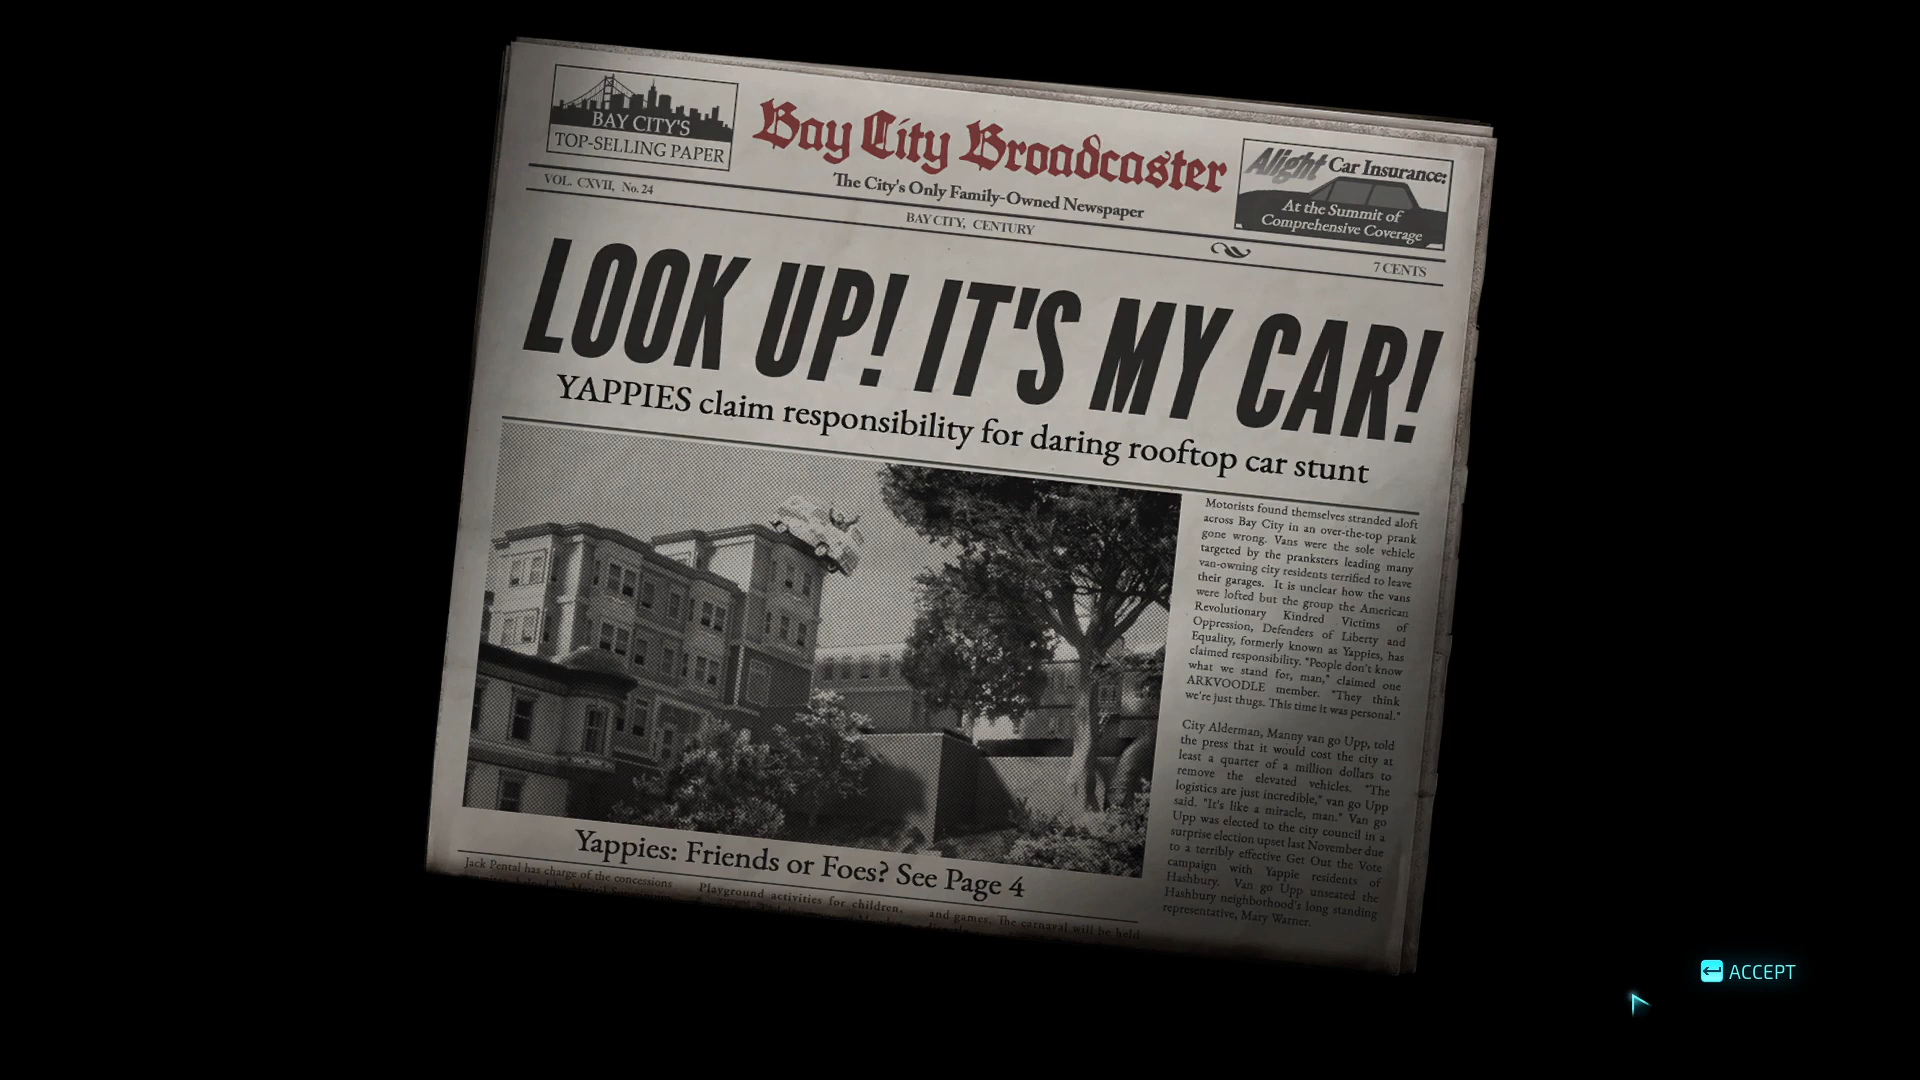 BAY CITY'S
TOP-SELLING PAPER
Bay City Broadcaster
The City's Only Family-Owned Newspaper
Alight Car Insurance:
At the Summit of
Comprehensive Coverage
VOL. CXVII, No. 24
BAY CITY, CENTURY
7 CENTS
LOOK UP! IT'S MY CAR!
YAPPIES claim responsibility for daring rooftop car stunt
Motorists found themselves stranded aloft
across Bay City in an over-the-top prank
gone wrong. Vans were the sole vehicle
targeted by the pranksters leading many
van-owning city residents terrified to leave
their garages. It is unclear how the vans
were lofted but the group the American
Revolutionary Kindred Victims of
Oppression, Defenders of Liberty and
Equality, formerly known as Yappies, has
claimed responsibility. "People don't know
what we stand for, man," claimed one
ARKVOODLE member. "They think
we're just thugs. This time it was personal."
City Alderman, Manny van go Upp, told
the press that it would cost the city at
least a quarter of a million dollars to
remove the elevated vehicles. "The
logistics are just incredible," van go Upp
said. "It's like a miracle, man." Van go
Upp was elected to the city council in a
surprise election upset last November due
to a terribly effective Get Out the Vote
campaign with Yappie residents of
Hashbury. Van go Upp unseated the
Hashbury neighborhood's long standing
representative, Mary Warner.
Yappies: Friends or Foes? See Page 4
Jack Pental has charge of the concessions
Playground activities for children,
and games. The carnaval will be held
ACCEPT